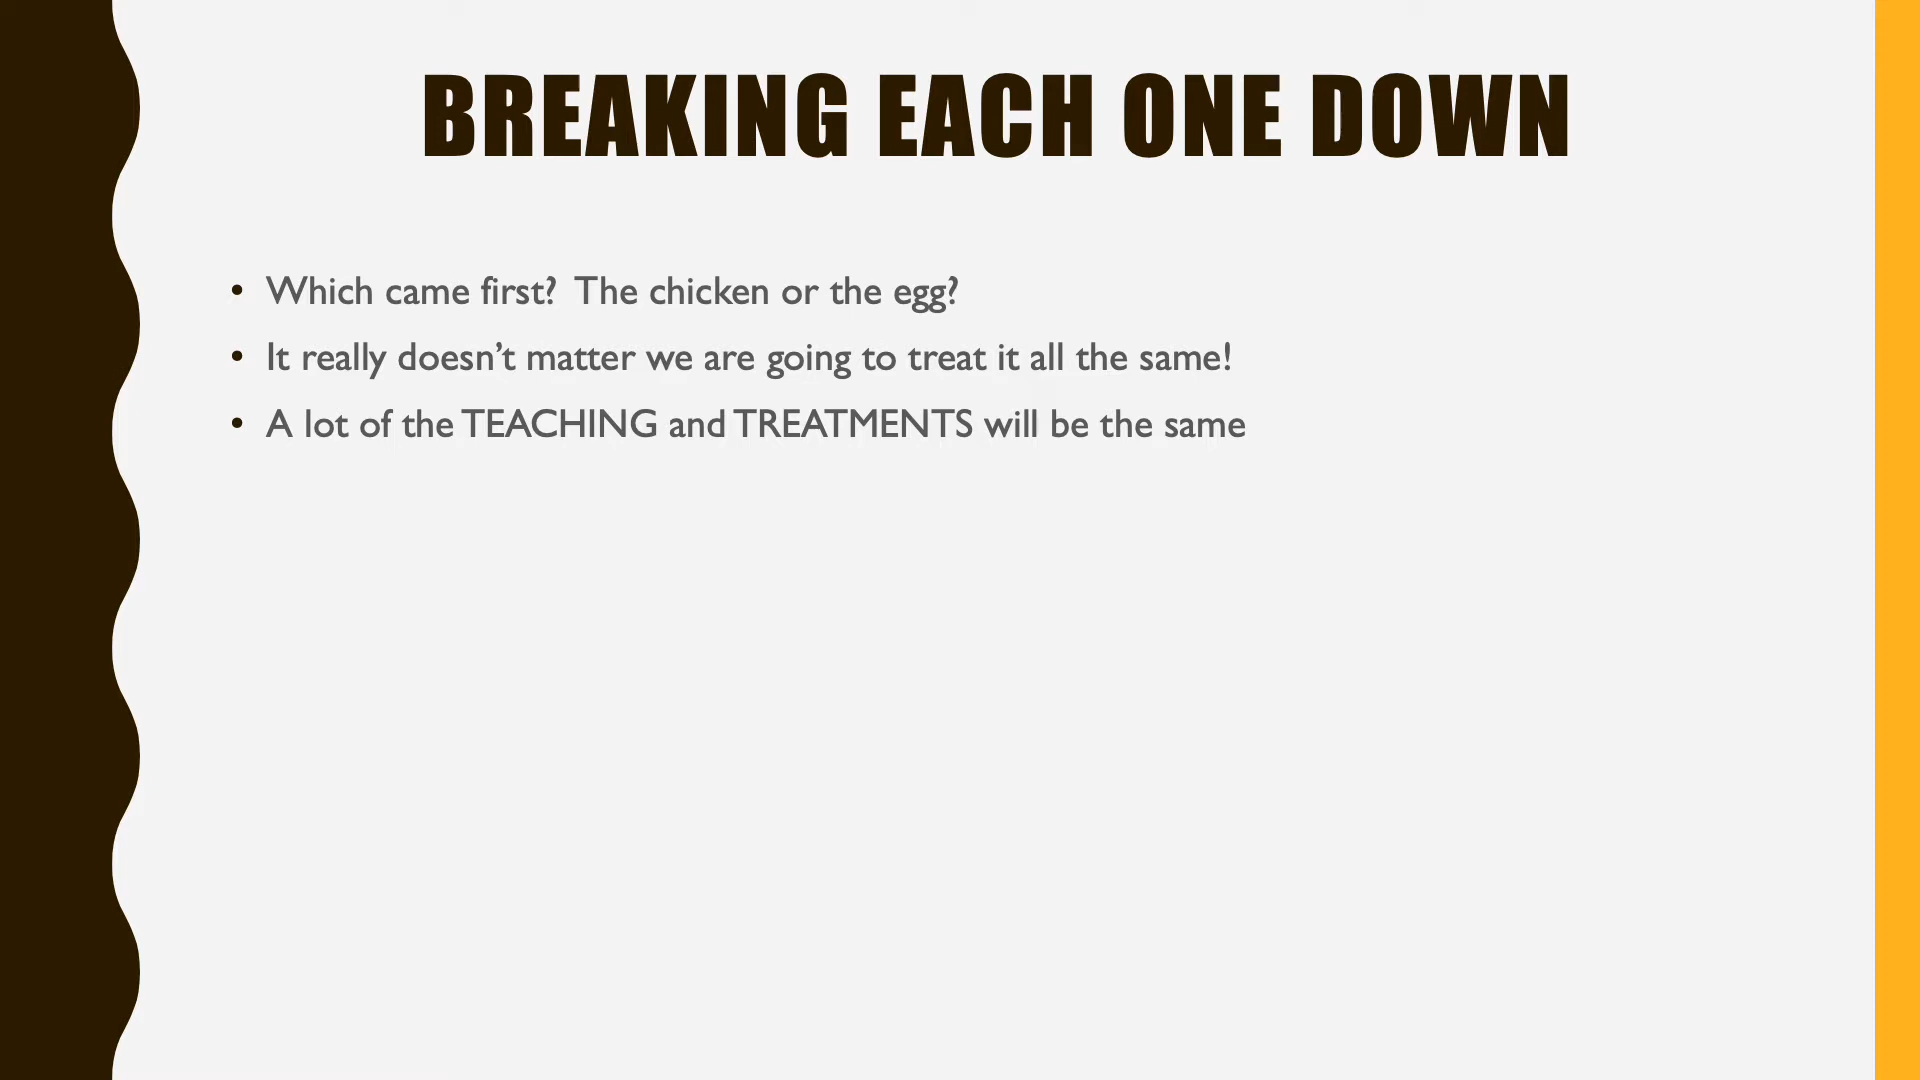 BREAKING EACH ONE DOWN
• Which came first?  The chicken or the egg?
• It really doesn’t matter we are going to treat it all the same!
• A lot of the TEACHING and TREATMENTS will be the same